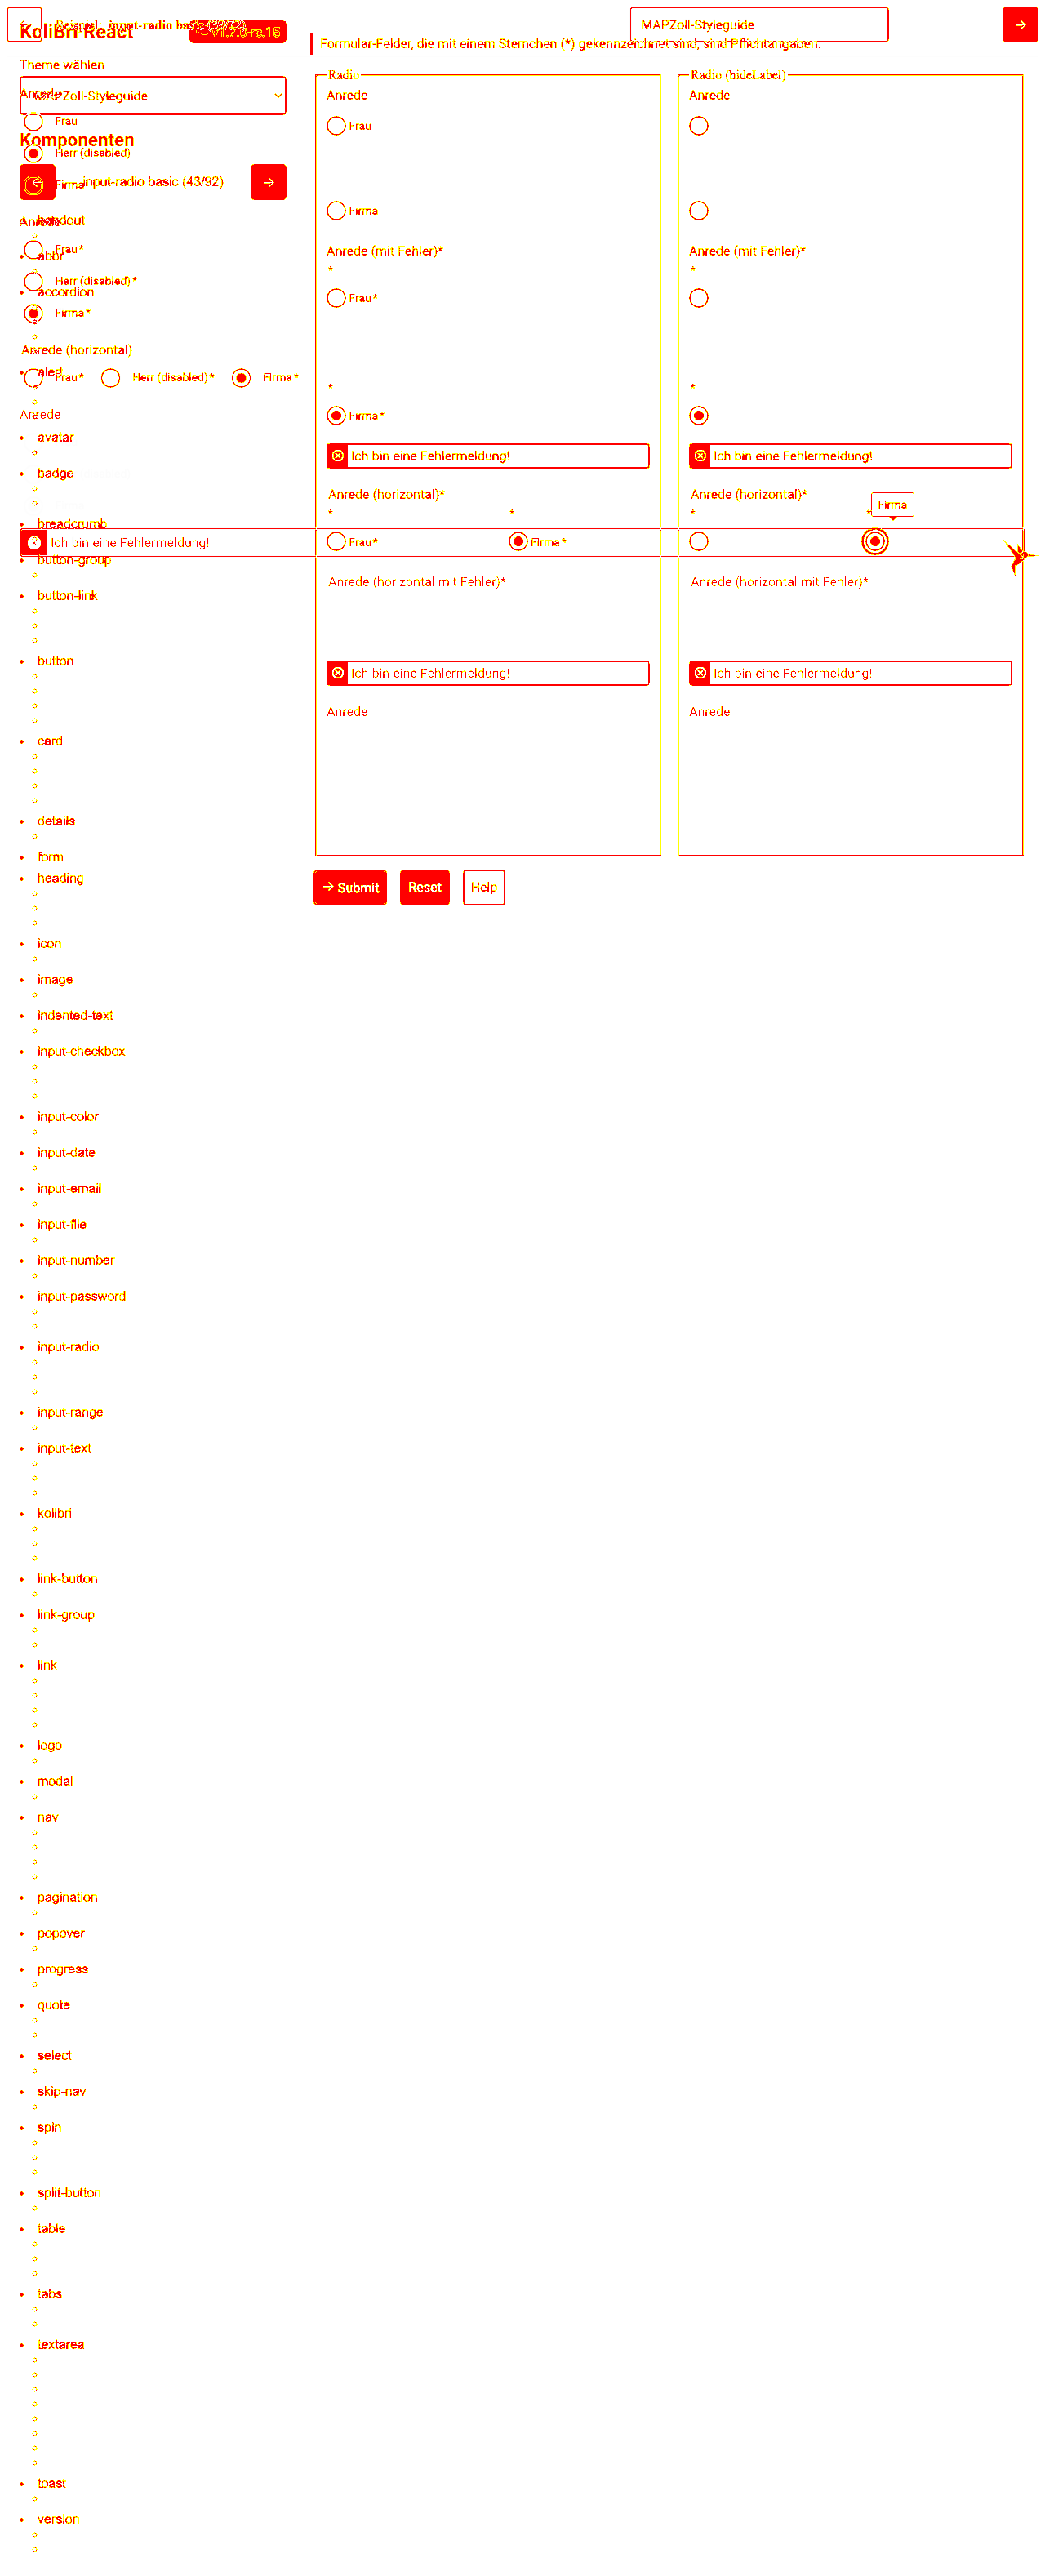 KoliBri React
v1.7.0-rc.15
MAPZoll-Styleguide
Formular-Felder, die mit einem Sternchen (*) gekennzeichnet sind, sind Pflichtangaben.
Theme wählen
Anrede
MAPZoll-Styleguide
Frau
Komponenten
Herr (disabled)
Firma
input-radio basic (43/92)
Anrede
handout
Frau*
abbr
Herr (disabled)*
accordion
Firma*
Anrede (horizontal)
alert
Frau*
Herr (disabled)*
Firma*
Anrede
avatar
badge
breadcrumb
Ich bin eine Fehlermeldung!
button-group
button-link
button
card
details
form
heading
icon
image
indented-text
input-checkbox
input-color
input-date
input-email
input-file
input-number
input-password
input-radio
input-range
input-text
kolibri
link-button
link-group
link
logo
modal
nav
pagination
popover
progress
quote
select
skip-nav
spin
split-button
table
tabs
textarea
toast
version
Radio
Anrede
Frau
Firma
Anrede (mit Fehler)*
*
Frau*
*
Firma*
Ich bin eine Fehlermeldung!
Anrede (horizontal)*
* *
Frau* Firma*
Anrede (horizontal mit Fehler)*
Ich bin eine Fehlermeldung!
Anrede
Radio (hideLabel)
Anrede
Anrede (mit Fehler)*
*
*
Ich bin eine Fehlermeldung!
Anrede (horizontal)*
Firma
* *
Anrede (horizontal mit Fehler)*
Ich bin eine Fehlermeldung!
Anrede
Submit
Reset
Help